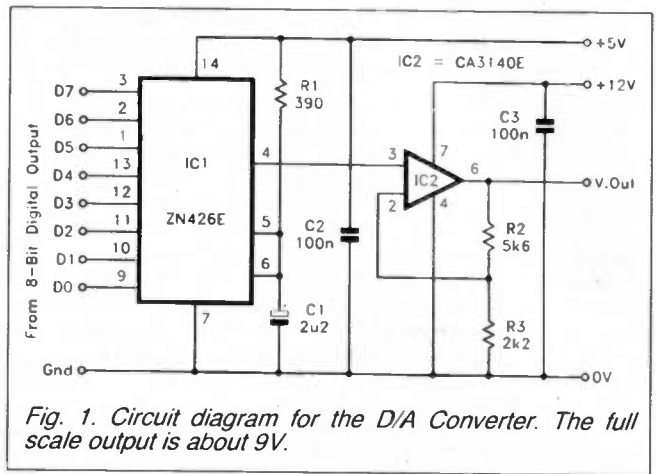 +5V
14
IC2 = CA3140E
+12V
R1
390
C3
100n
D7
3
D6
2
D5
1
D4
13
D3
12
D2
11
D1
10
D0
9
From 8-Bit Digital Output
IC1
ZN426E
4
5
6
7
C2
100n
C1
2u2
3
2
7
IC2
6
4
V.Out
R2
5k6
R3
2k2
Gnd
0V
Fig. 1. Circuit diagram for the D/A Converter. The full
scale output is about 9V.